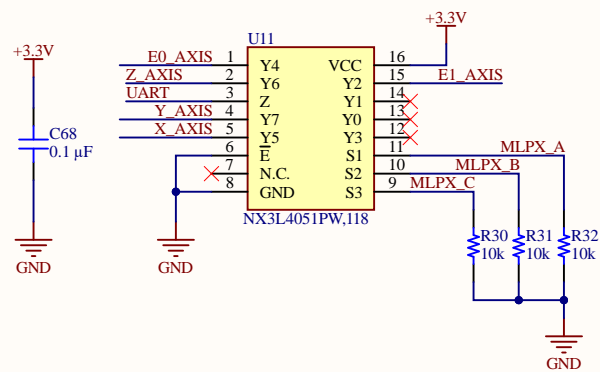 +3.3V
C68
0.1 µF
GND
U11
E0_AXIS 1 Y4
Z_AXIS 2 Y6
UART 3 Z
Y_AXIS 4 Y7
X_AXIS 5 Y5
6 E
7 N.C.
8 GND
GND
+3.3V
VCC 16
Y2 15 E1_AXIS
Y1 14
Y0 13
Y3 12
S1 11 MLPX_A
S2 10 MLPX_B
S3 9 MLPX_C
NX3L4051PW,118
R30 R31 R32
10k 10k 10k
GND